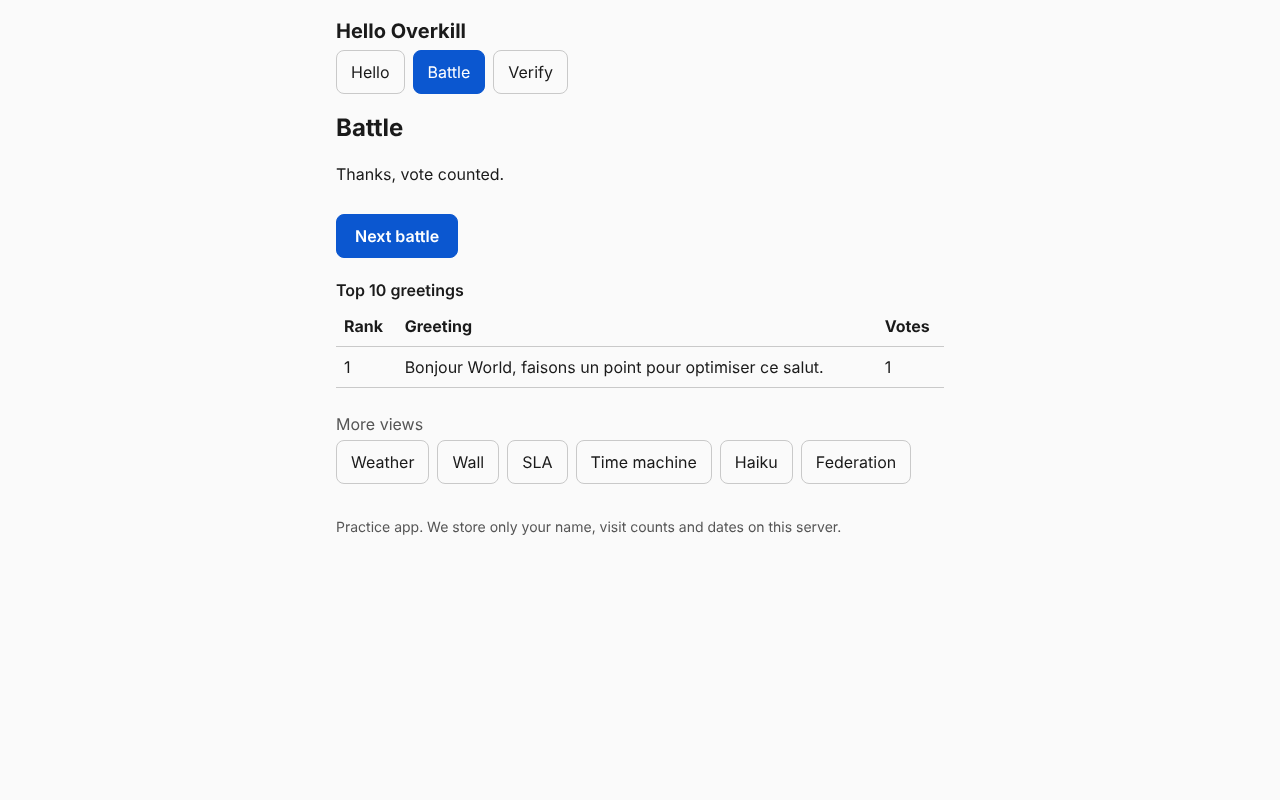 Hello Overkill
Hello Battle Verify
Battle
Thanks, vote counted.
Next battle
Top 10 greetings
Rank Greeting Votes
1 Bonjour World, faisons un point pour optimiser ce salut. 1
More views
Weather Wall SLA Time machine Haiku Federation
Practice app. We store only your name, visit counts and dates on this server.